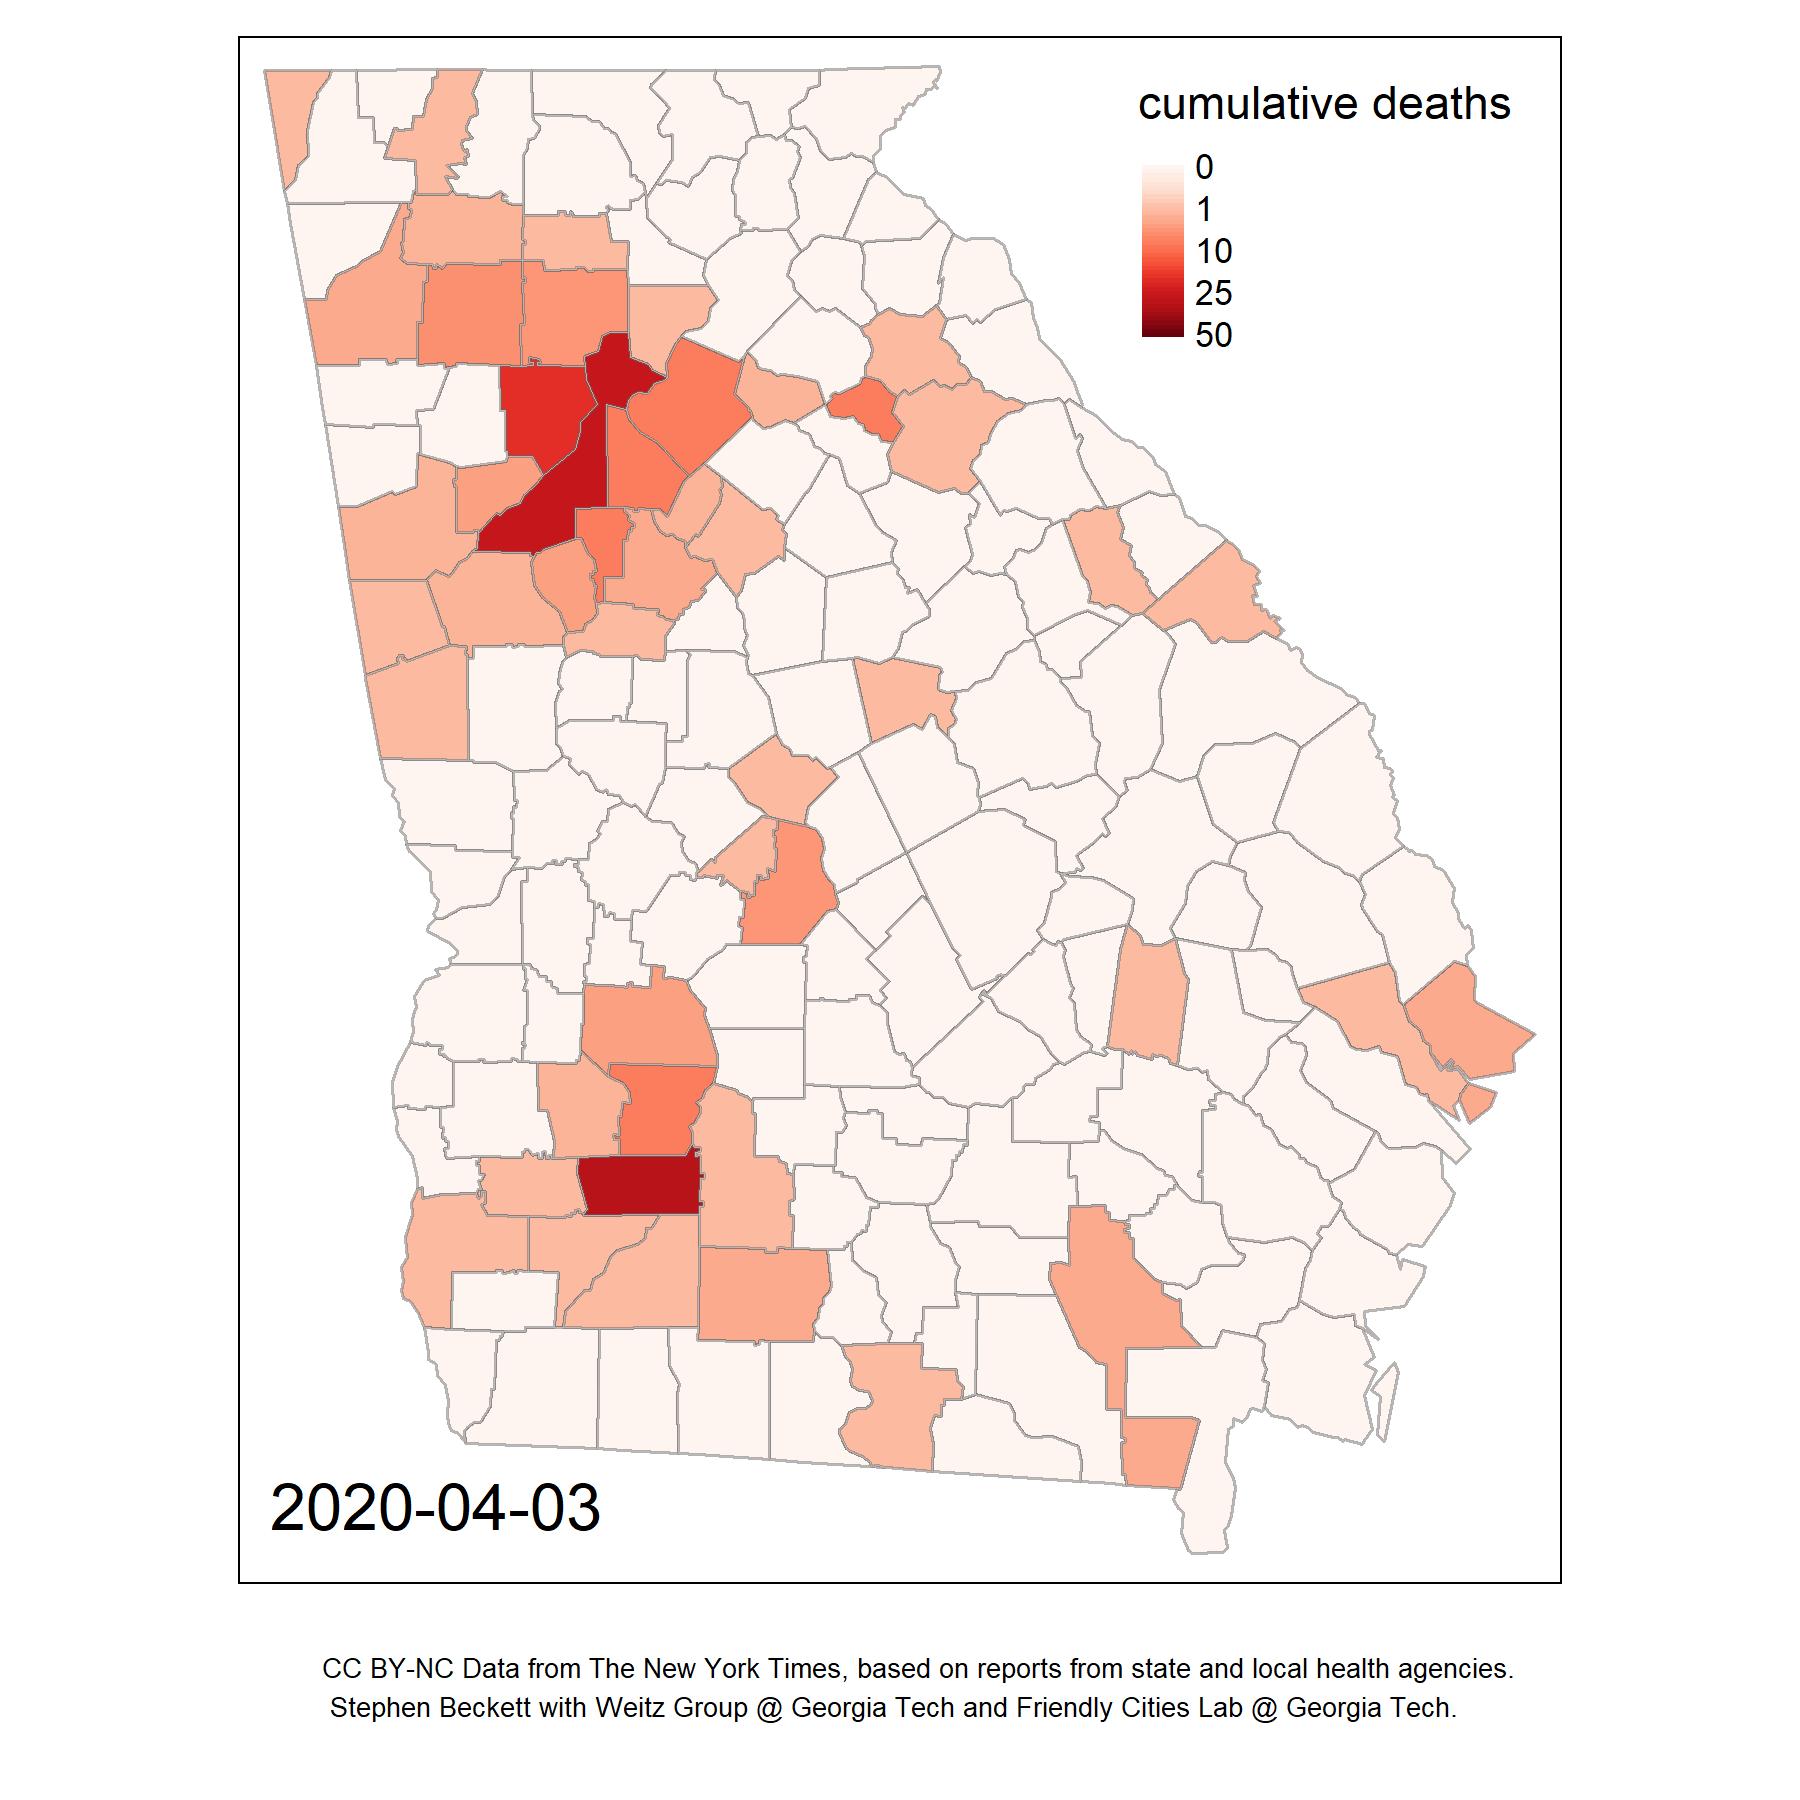 cumulative deaths
0
1
10
25
50
2020-04-03
CC BY-NC Data from The New York Times, based on reports from state and local health agencies.
Stephen Beckett with Weitz Group @ Georgia Tech and Friendly Cities Lab @ Georgia Tech.